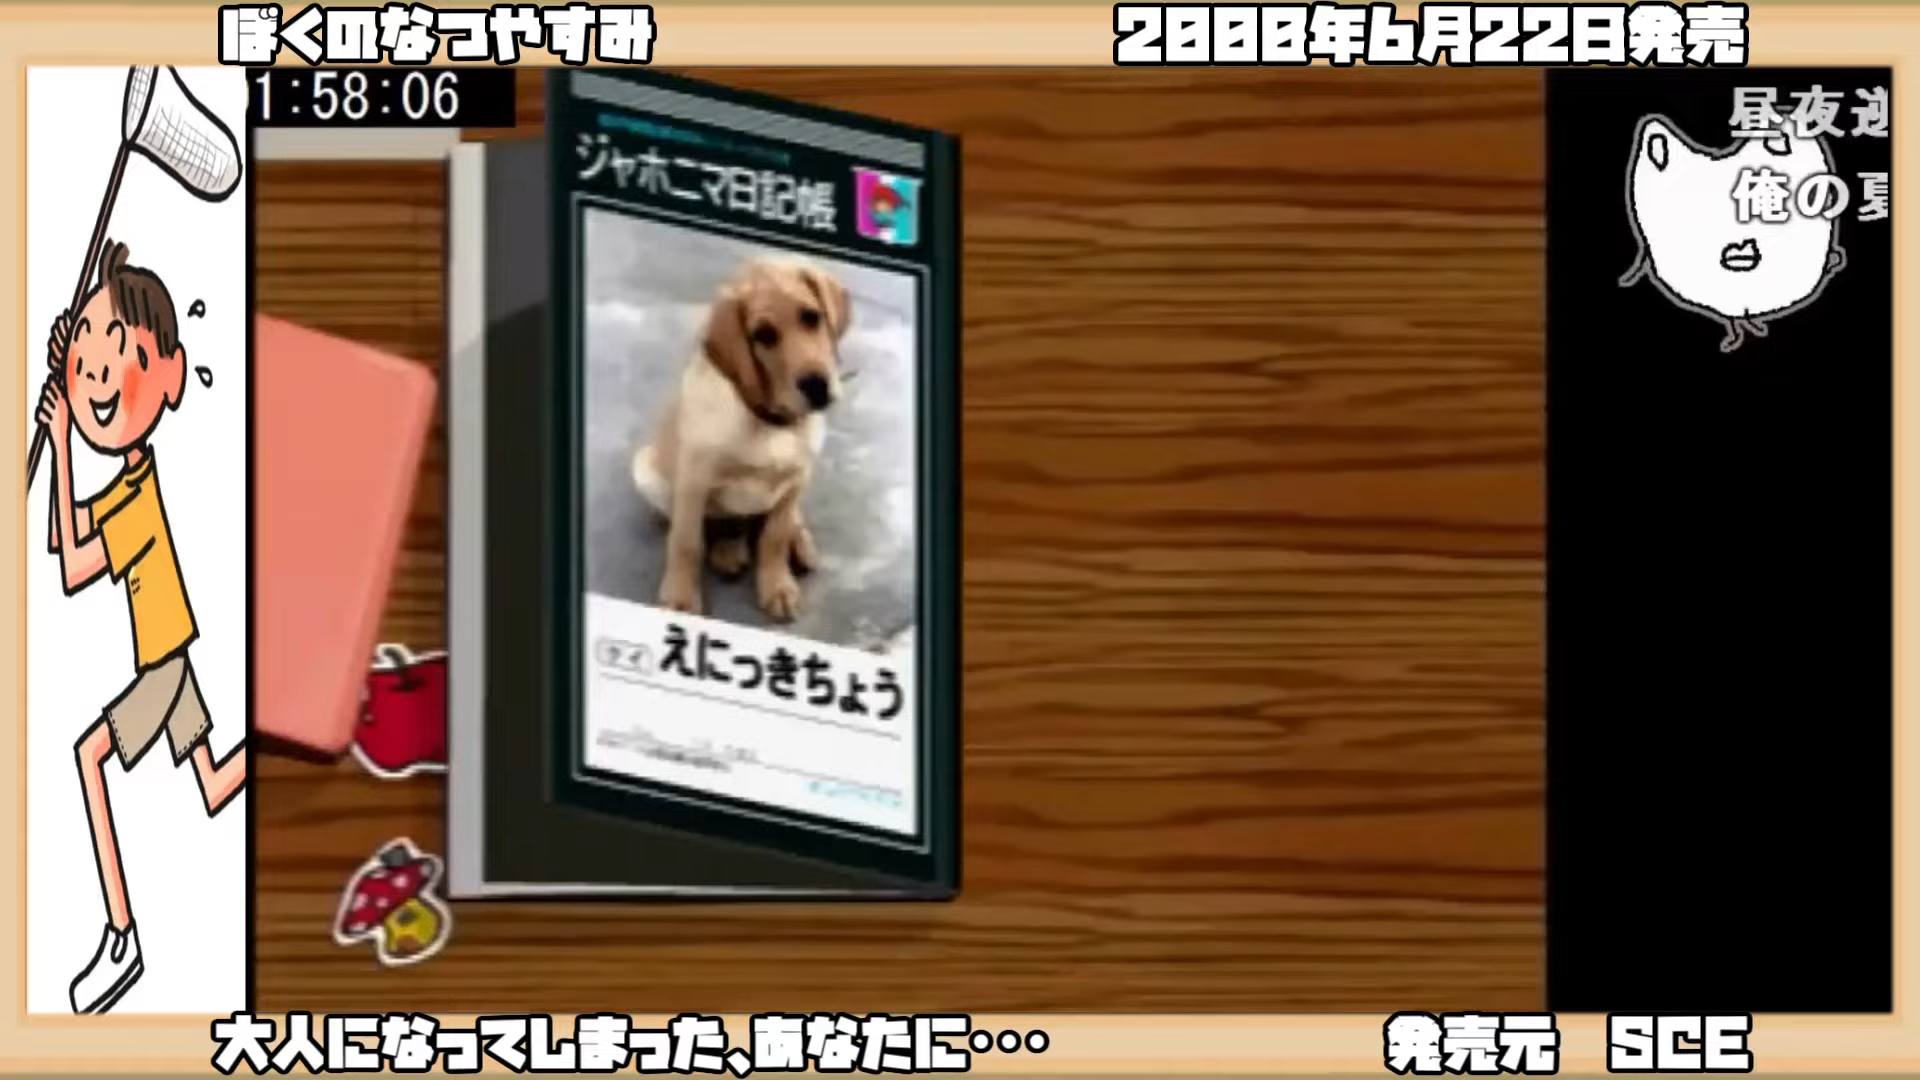 ぼくのなつやすみ
2000年6月22日発売
1:58:06
昼夜逆
俺の夏
ジャホニマ日記帳
えにっきちょう
大人になってしまった、あなたに…
発売元 SCE